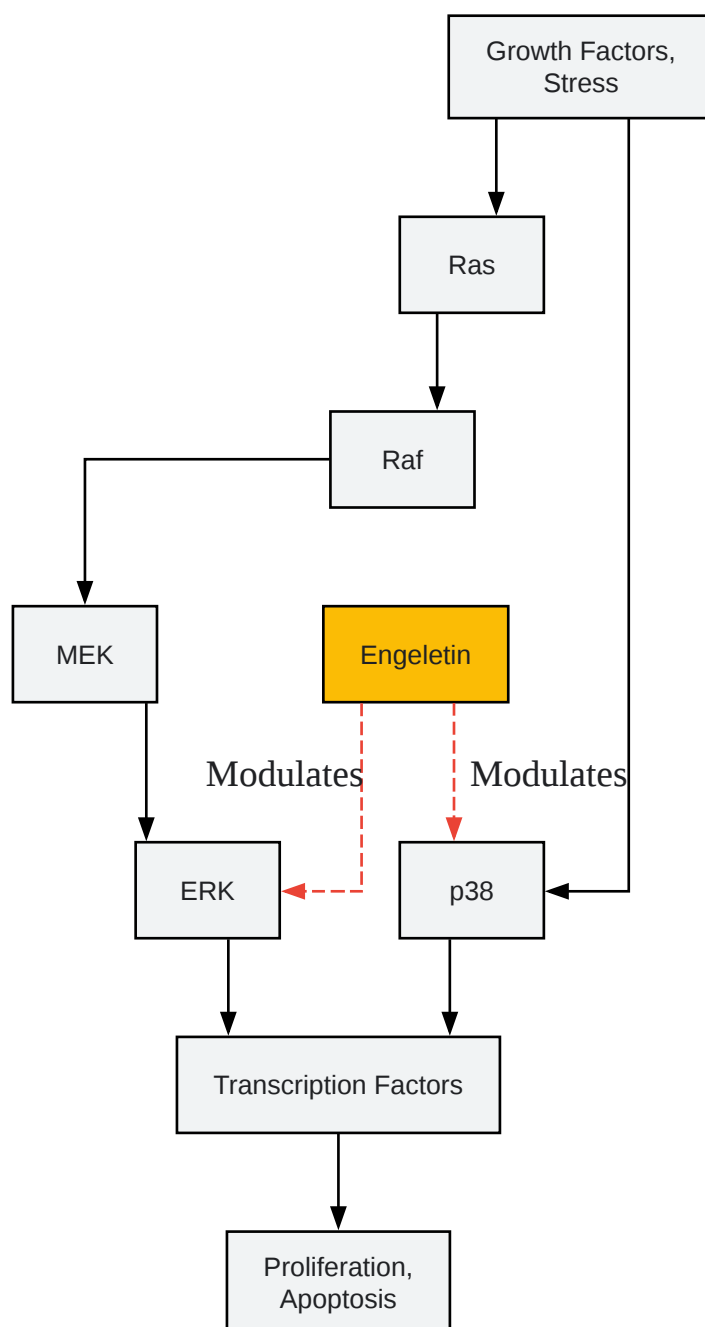 Growth Factors,
Stress
Ras
Raf
MEK
Engeletin
Modulates
Modulates
ERK
p38
Transcription Factors
Proliferation,
Apoptosis